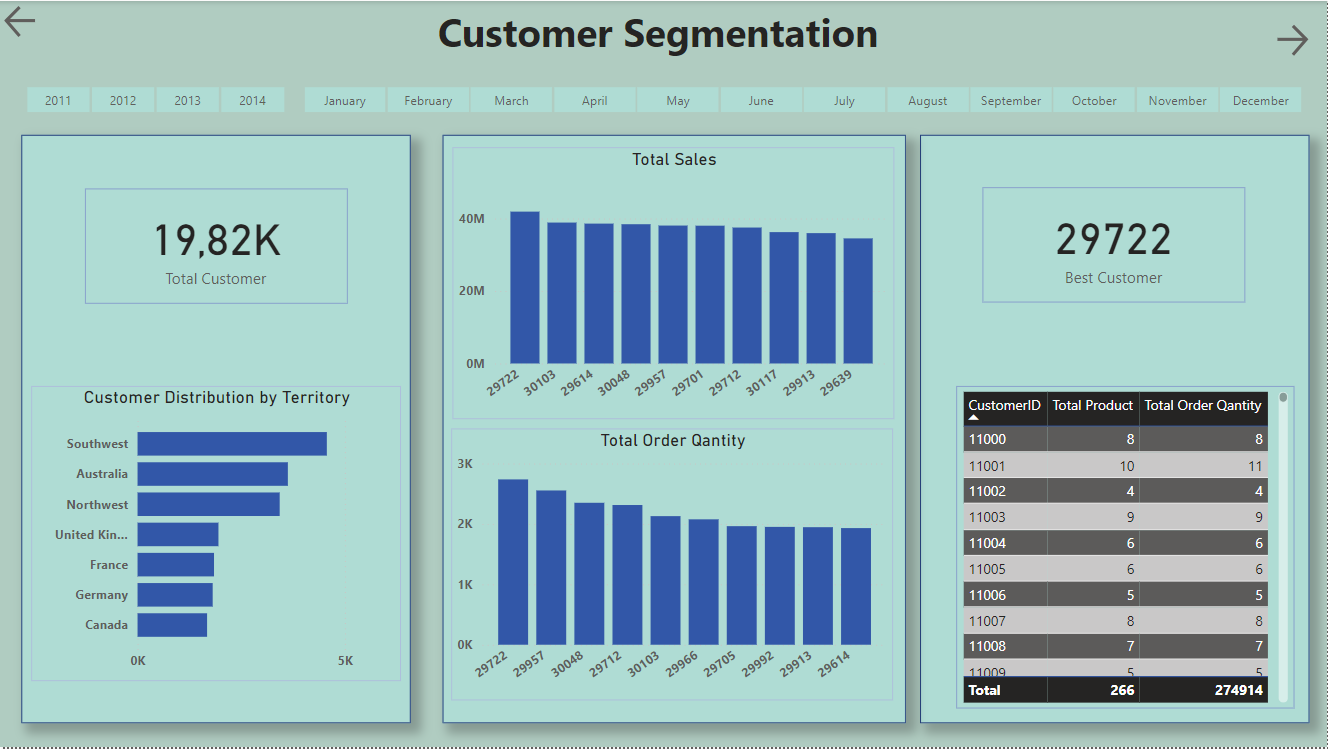 Customer Segmentation
2011 2012 2013 2014 January February March April May June July August September October November December
19,82K
Total Customer
Customer Distribution by Territory
Southwest
Australia
Northwest
United Kin...
France
Germany
Canada
0K 5K
Total Sales
40M
20M
0M
29722 30103 29614 30048 29957 29701 29712 30117 29913 29639
Total Order Qantity
3K
2K
1K
0K
29722 29957 30048 29712 30103 29966 29705 29992 29913 29614
29722
Best Customer
CustomerID Total Product Total Order Qantity
11000 8 8
11001 10 11
11002 4 4
11003 9 9
11004 6 6
11005 6 6
11006 5 5
11007 8 8
11008 7 7
11009 5 5
Total 266 274914